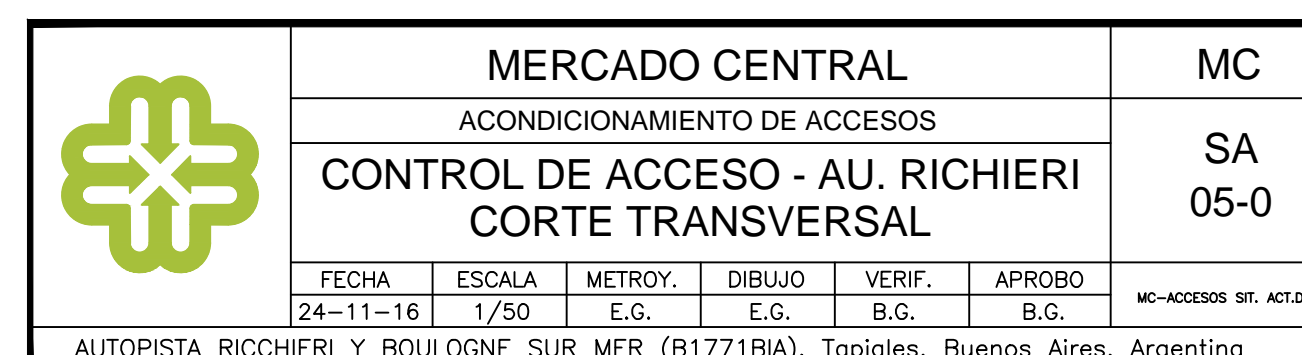 MERCADO CENTRAL
MC
ACONDICIONAMIENTO DE ACCESOS
CONTROL DE ACCESO - AU. RICHIERI
CORTE TRANSVERSAL
SA
05-0
FECHA ESCALA METROY. DIBUJO VERIF. APROBO
24-11-16 1/50 E.G. E.G. B.G. B.G.
MC-ACCESOS SIT. ACT.D
AUTOPISTA RICCHIERI Y BOULOGNE SUR MER (B1771BIA), Tapiales, Buenos Aires, Argentina